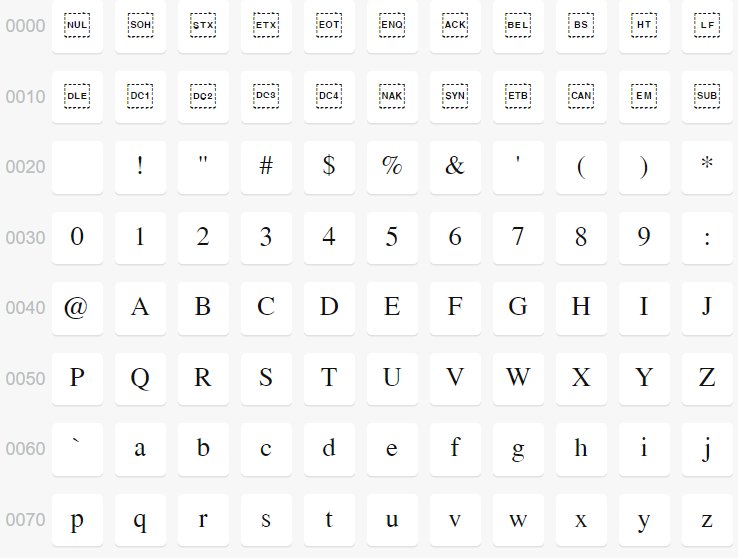 0000 NUL SOH STX ETX EOT ENQ ACK BEL BS HT LF
0010 DLE DC1 DC2 DC3 DC4 NAK SYN ETB CAN EM SUB
0020 ! " # $ % & ' ( ) *
0030 0 1 2 3 4 5 6 7 8 9 :
0040 @ A B C D E F G H I J
0050 P Q R S T U V W X Y Z
0060 ` a b c d e f g h i j
0070 p q r s t u v w x y z